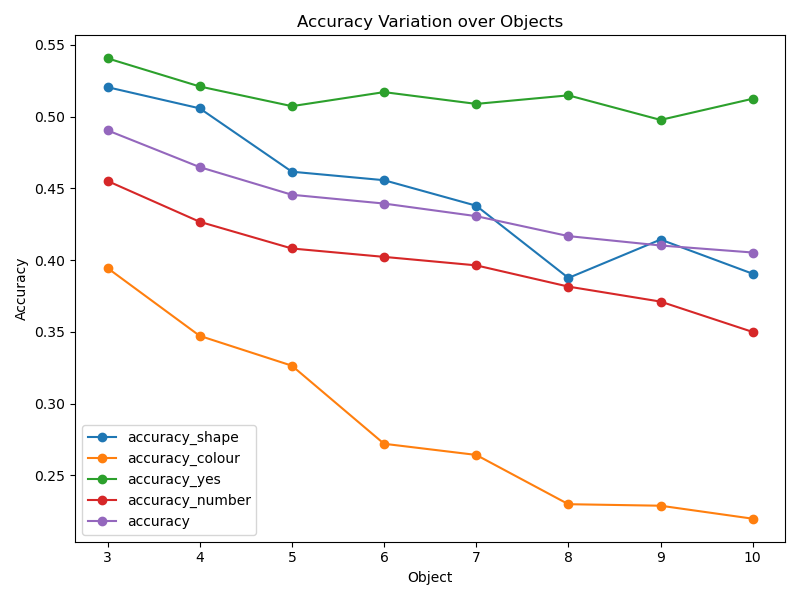 Accuracy Variation over Objects
0.55
0.50
0.45
0.40
0.35
0.30
0.25
Accuracy
accuracy_shape
accuracy_colour
accuracy_yes
accuracy_number
accuracy
3 4 5 6 7 8 9 10
Object